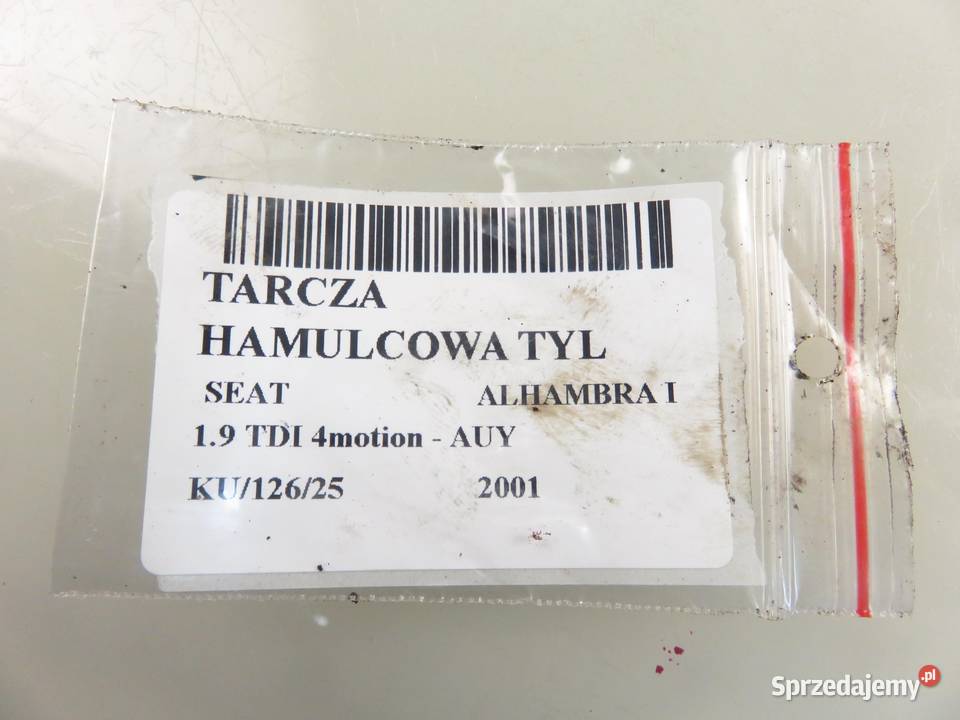 TARCZA
HAMULCOWA TYL
SEAT ALHAMBRA I
1.9 TDI 4motion - AUY
KU/126/25 2001
Sprzedajemy.pl